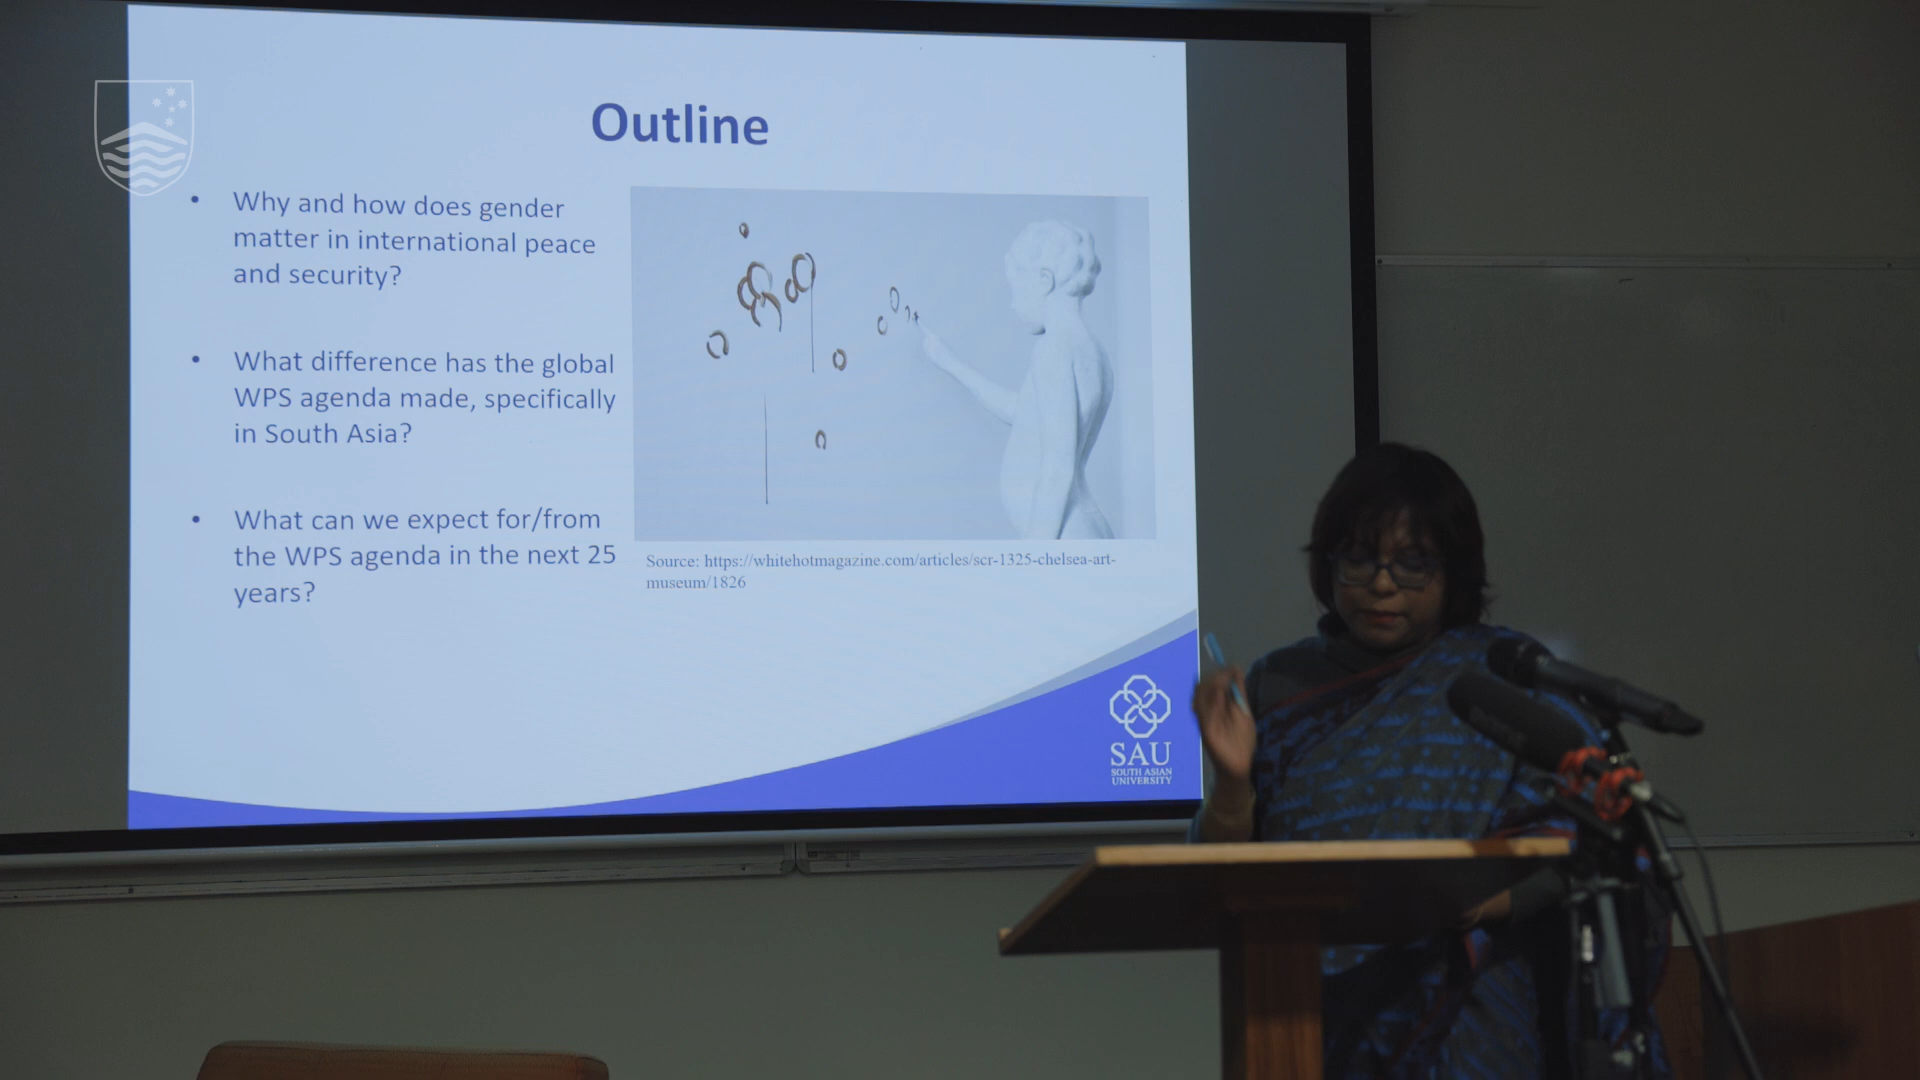 Outline
• Why and how does gender
matter in international peace
and security?
• What difference has the global
WPS agenda made, specifically
in South Asia?
• What can we expect for/from
the WPS agenda in the next 25
years?
Source: https://whitehotmagazine.com/articles/scr-1325-chelsea-art-
museum/1826
SAU
SOUTH ASIAN
UNIVERSITY